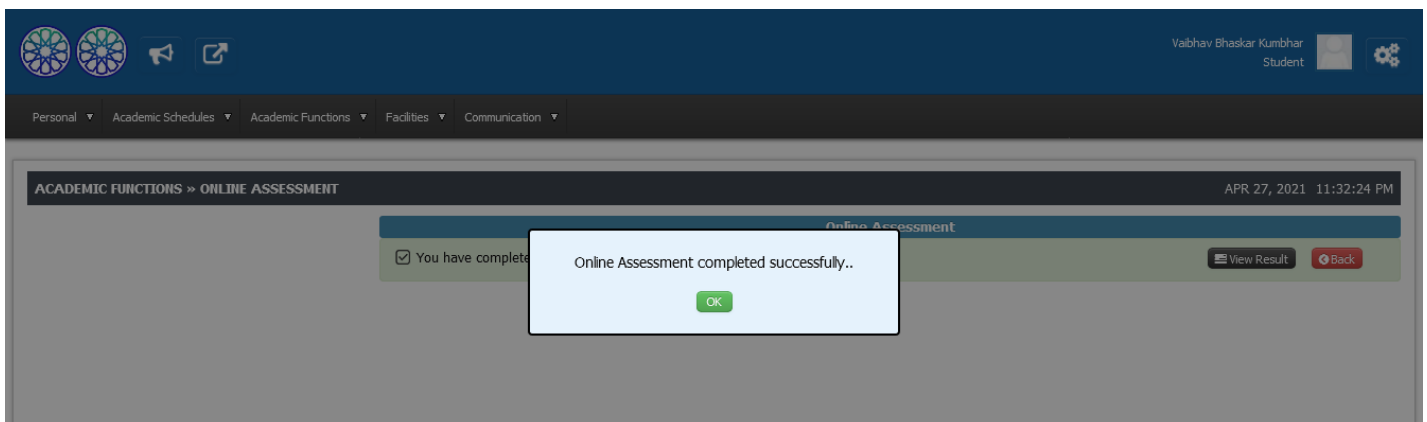 Vaibhav Bhaskar Kumbhar
Student
Personal Academic Schedules Academic Functions Facilities Communication
ACADEMIC FUNCTIONS » ONLINE ASSESSMENT APR 27, 2021 11:32:24 PM
Online Assessment
You have complete View Result Back
Online Assessment completed successfully..
OK